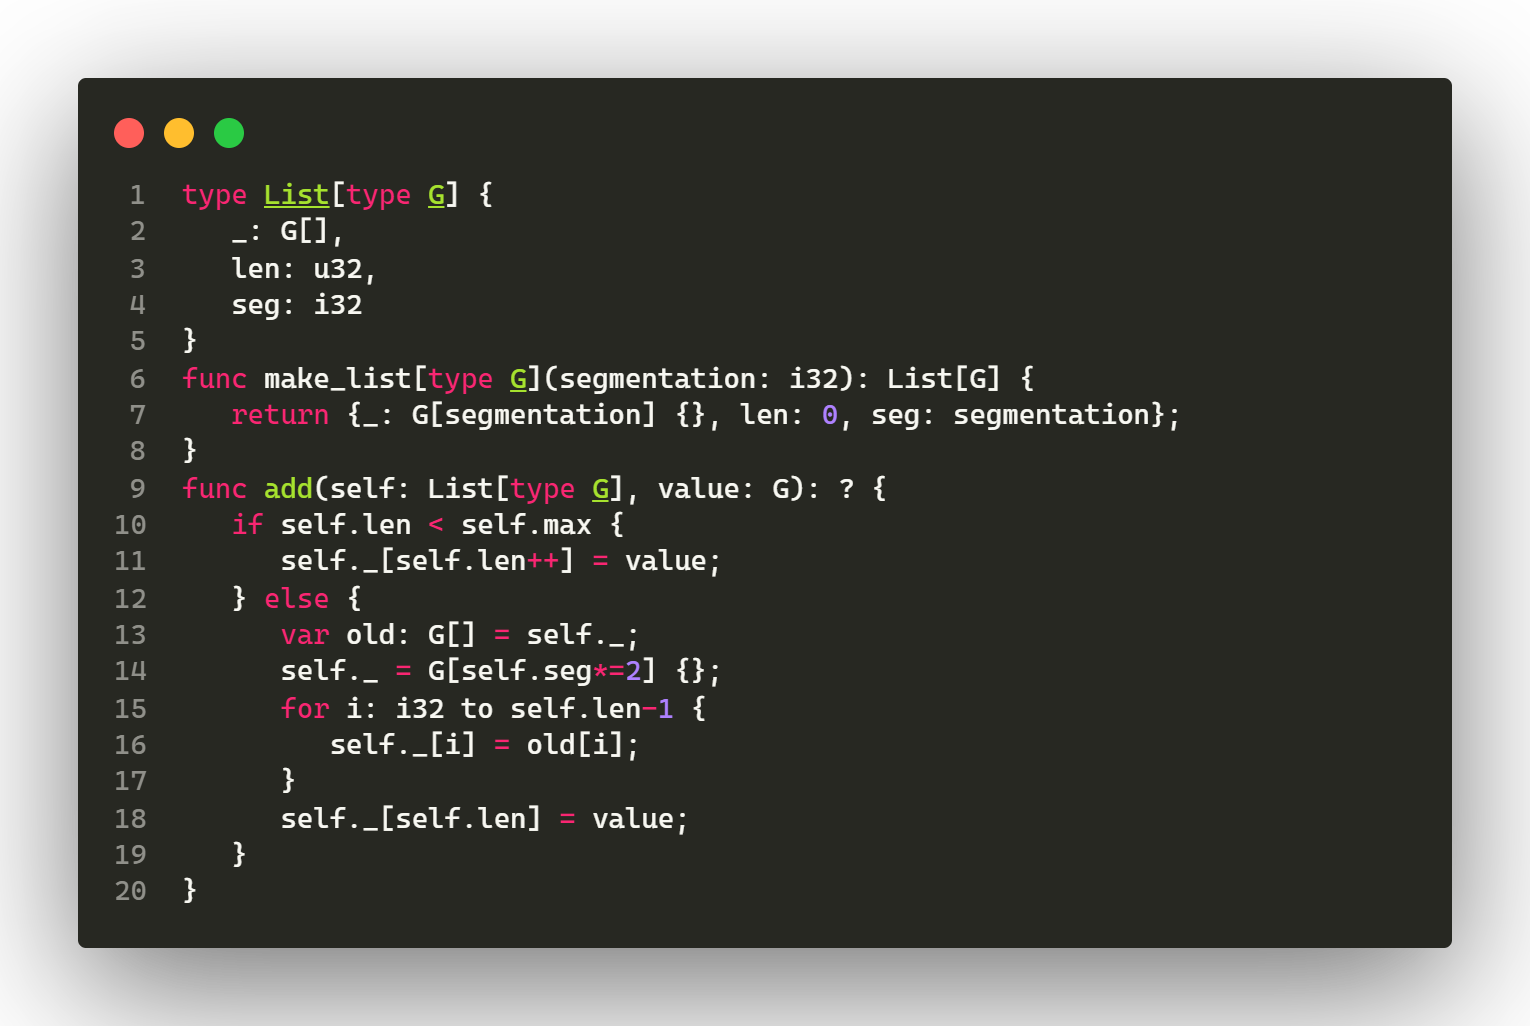 1 type List[type G] {
2    _: G[],
3    len: u32,
4    seg: i32
5 }
6 func make_list[type G](segmentation: i32): List[G] {
7    return {_: G[segmentation] {}, len: 0, seg: segmentation};
8 }
9 func add(self: List[type G], value: G): ? {
10    if self.len < self.max {
11       self._[self.len++] = value;
12    } else {
13       var old: G[] = self._;
14       self._ = G[self.seg*=2] {};
15       for i: i32 to self.len-1 {
16          self._[i] = old[i];
17       }
18       self._[self.len] = value;
19    }
20 }